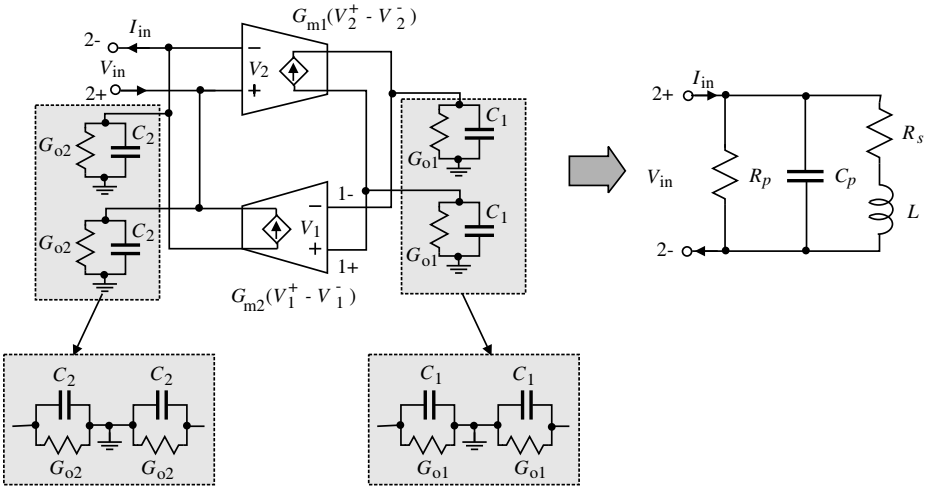 G_m1(V_2^+ - V_2^-)
2-
I_in
V_in
2+
−
V_2
+
C_2
G_o2
C_2
G_o2
C_1
G_o1
C_1
G_o1
1-
−
V_1
+
1+
G_m2(V_1^+ - V_1^-)
2+
I_in
V_in
R_p
C_p
R_s
L
2-
C_2
C_2
G_o2
G_o2
C_1
C_1
G_o1
G_o1